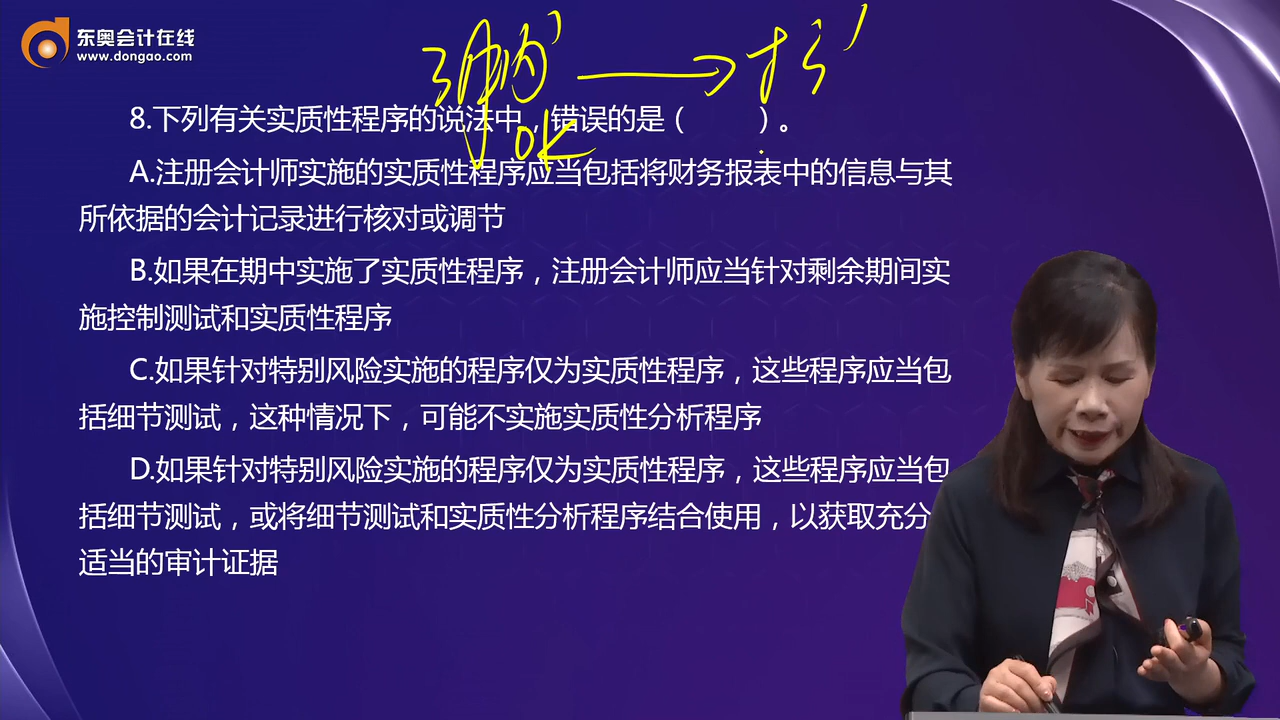 东奥会计在线
www.dongao.com
OK
8.下列有关实质性程序的说法中，错误的是（　　）。
A.注册会计师实施的实质性程序应当包括将财务报表中的信息与其
所依据的会计记录进行核对或调节
B.如果在期中实施了实质性程序，注册会计师应当针对剩余期间实
施控制测试和实质性程序
C.如果针对特别风险实施的程序仅为实质性程序，这些程序应当包
括细节测试，这种情况下，可能不实施实质性分析程序
D.如果针对特别风险实施的程序仅为实质性程序，这些程序应当包
括细节测试，或将细节测试和实质性分析程序结合使用，以获取充分
适当的审计证据